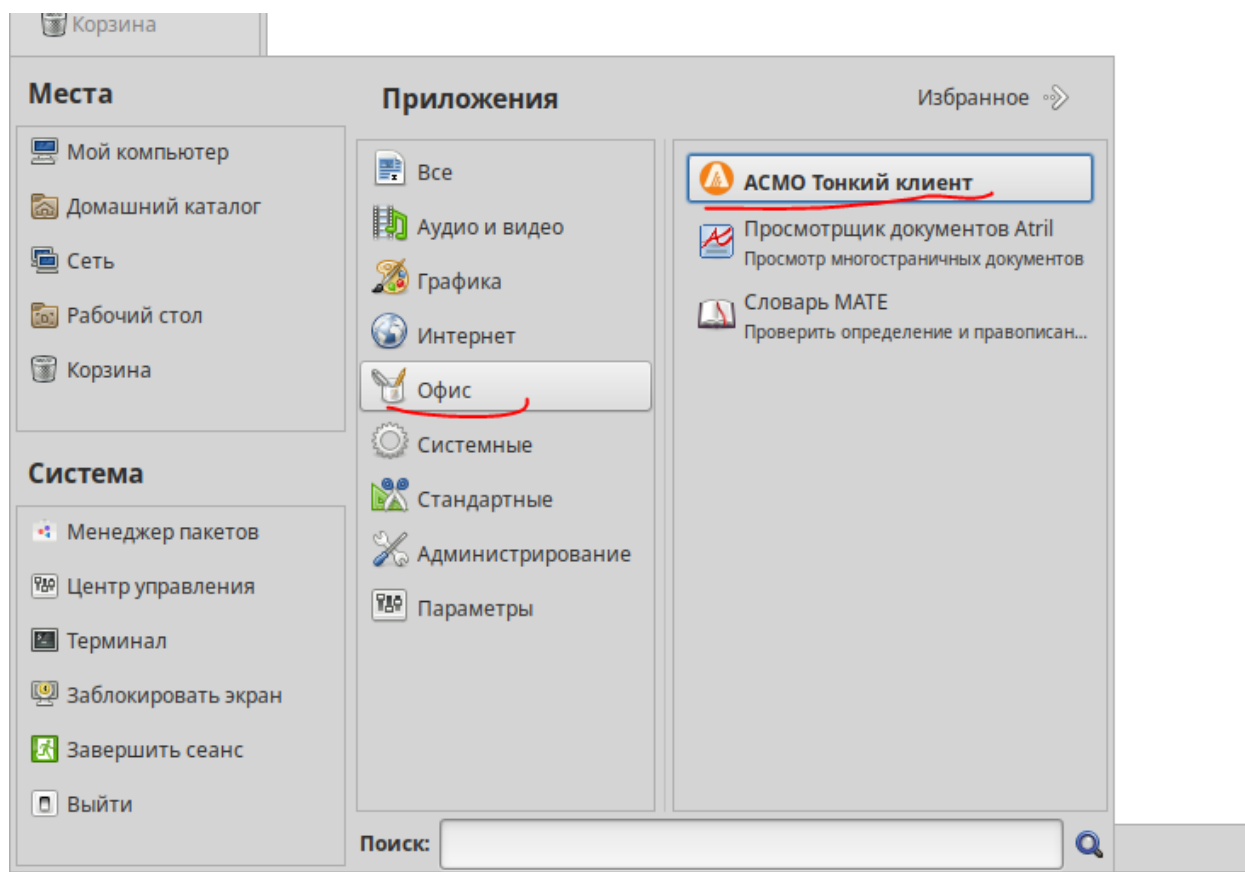 Корзина
Места
Мой компьютер
Домашний каталог
Сеть
Рабочий стол
Корзина
Система
Менеджер пакетов
Центр управления
Терминал
Заблокировать экран
Завершить сеанс
Выйти
Приложения
Все
Аудио и видео
Графика
Интернет
Офис
Системные
Стандартные
Администрирование
Параметры
Избранное
АСМО Тонкий клиент
Просмотрщик документов Atril
Просмотр многостраничных документов
Словарь MATE
Проверить определение и правописан...
Поиск: